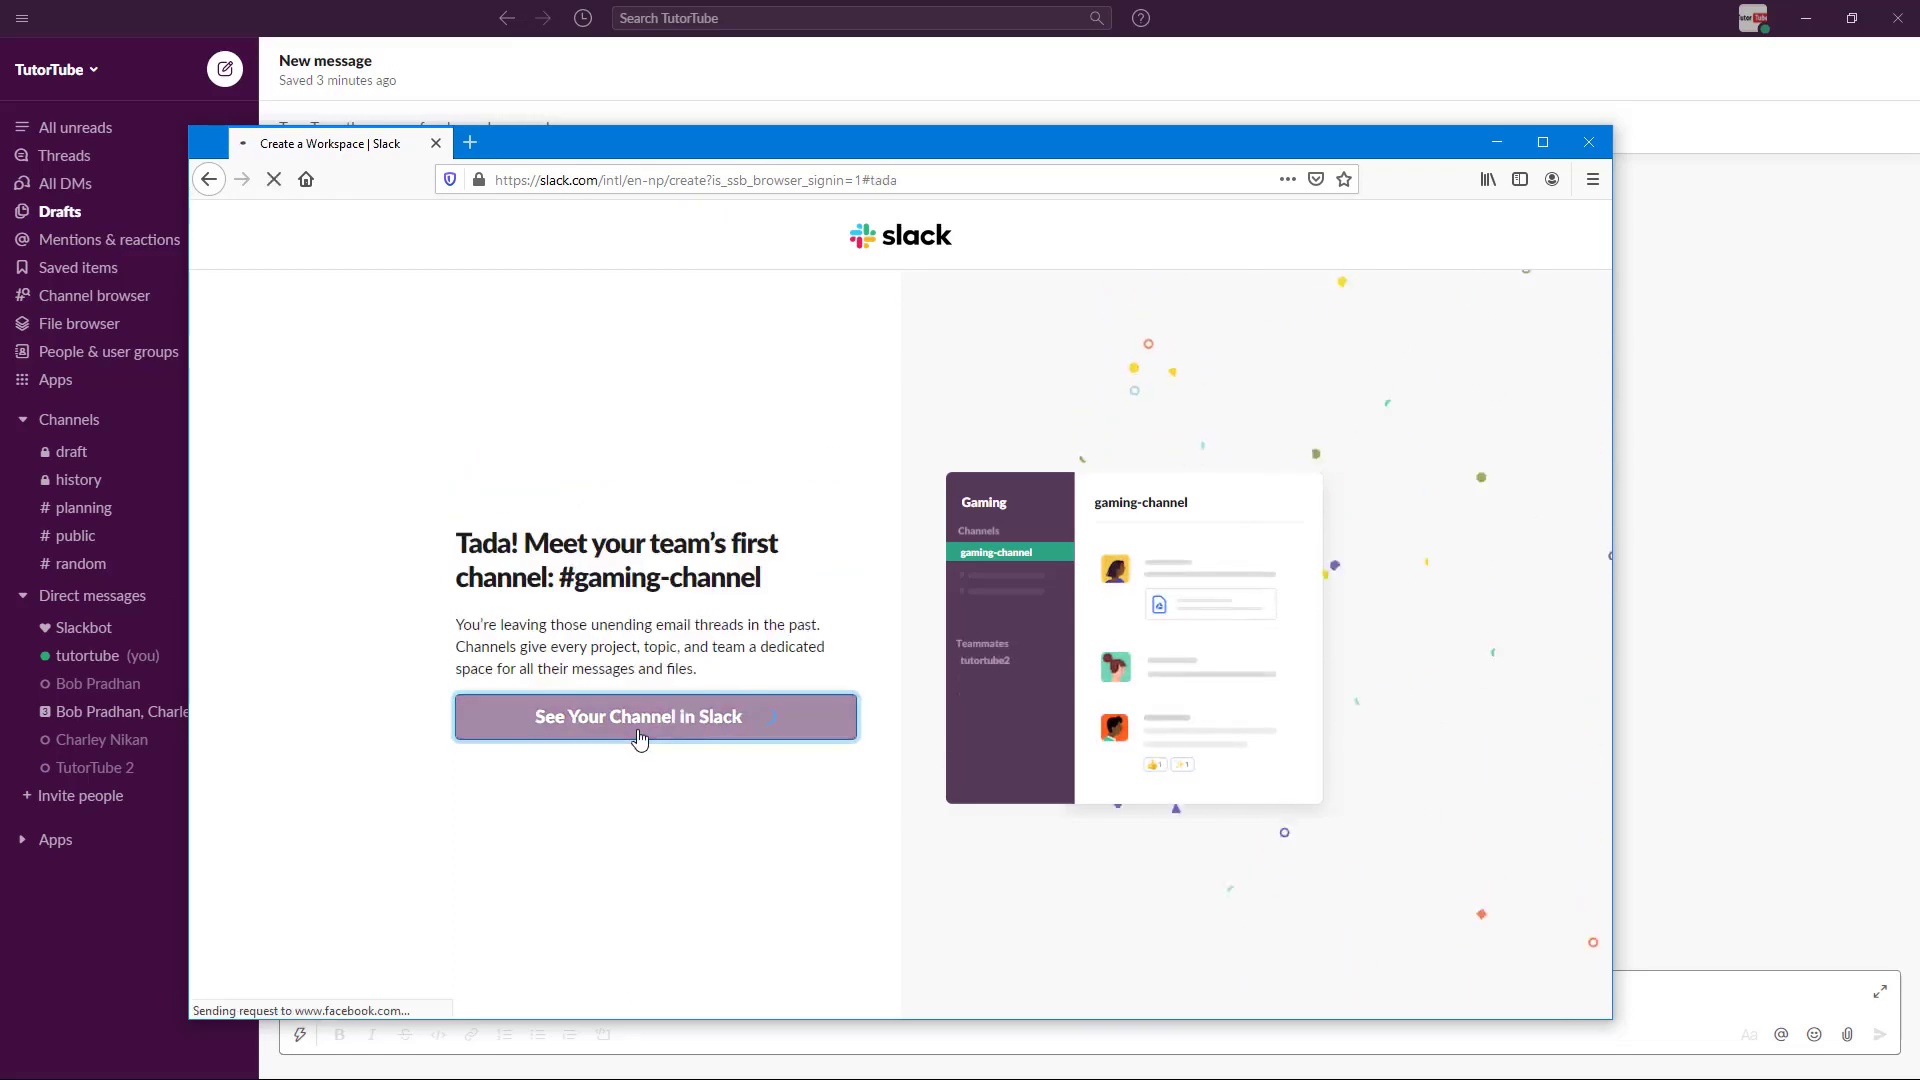 Search TutorTube
TutorTube
New message
Saved 3 minutes ago
All unreads
Threads
All DMs
Drafts
Mentions & reactions
Saved items
Channel browser
File browser
People & user groups
Apps
Channels
draft
history
# planning
# public
# random
Direct messages
Slackbot
tutortube (you)
Bob Pradhan
3 Bob Pradhan, Charle
Charley Nikan
TutorTube 2
+ Invite people
Apps
Create a Workspace | Slack
https://slack.com/intl/en-np/create?is_ssb_browser_signin=1#tada
slack
Tada! Meet your team's first
channel: #gaming-channel
You're leaving those unending email threads in the past.
Channels give every project, topic, and team a dedicated
space for all their messages and files.
See Your Channel in Slack
Gaming
Channels
gaming-channel
Teammates
tutortube2
gaming-channel
1
1
Sending request to www.facebook.com...
B I S
Aa @